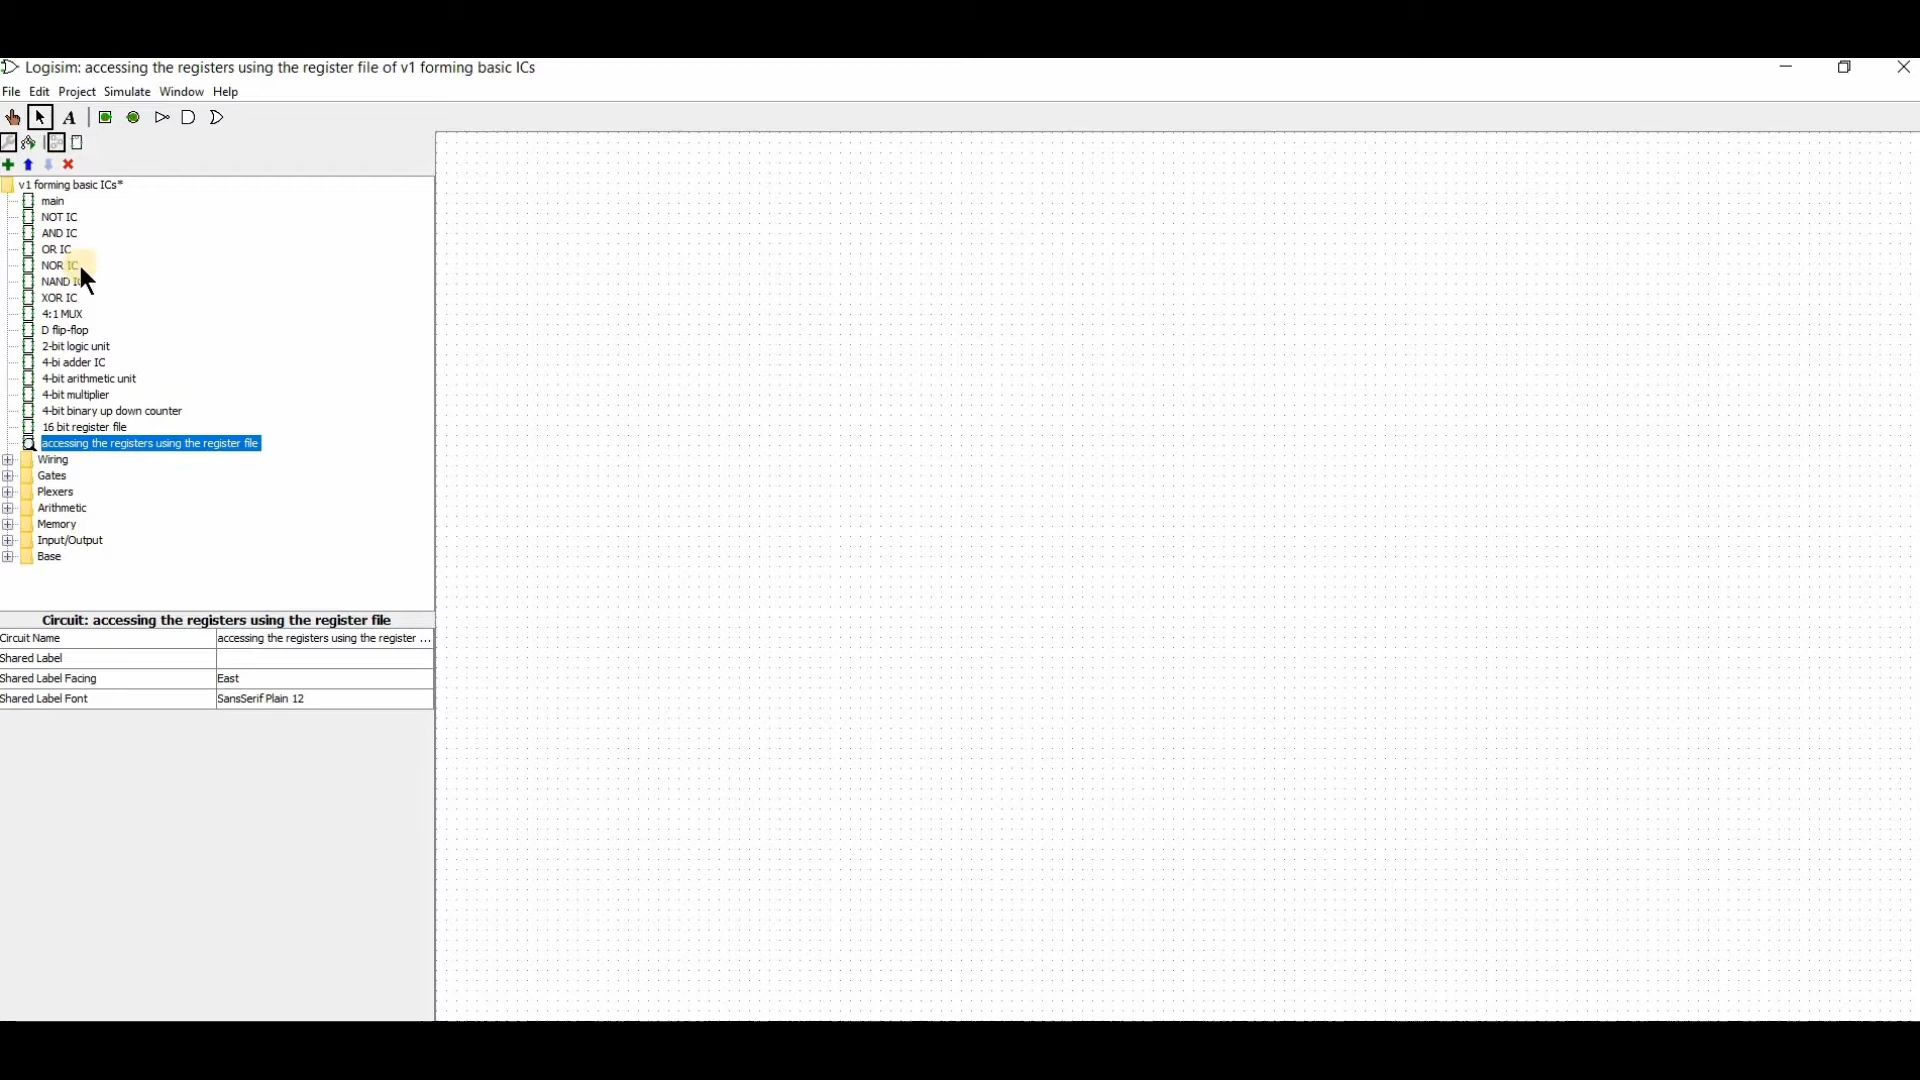 Logisim: accessing the registers using the register file of v1 forming basic ICs
File Edit Project Simulate Window Help
A
v1 forming basic ICs*
main
NOT IC
AND IC
OR IC
NOR IC
NAND IC
XOR IC
4:1 MUX
D flip-flop
2-bit logic unit
4-bi adder IC
4-bit arithmetic unit
4-bit multiplier
4-bit binary up down counter
16 bit register file
accessing the registers using the register file
Wiring
Gates
Plexers
Arithmetic
Memory
Input/Output
Base
Circuit: accessing the registers using the register file
Circuit Name accessing the registers using the register ...
Shared Label
Shared Label Facing East
Shared Label Font SansSerif Plain 12